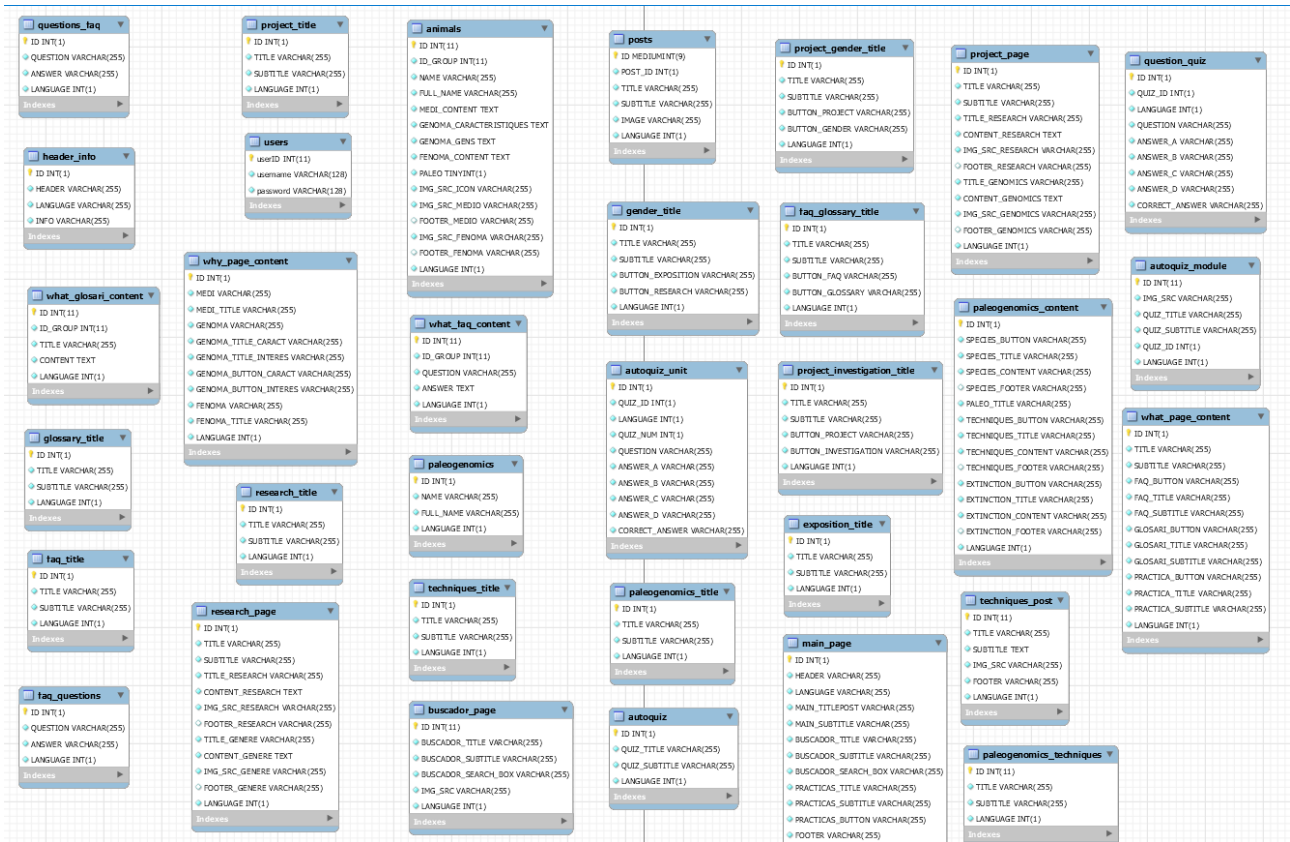 questions_faq
ID INT(1)
QUESTION VARCHAR(255)
ANSWER VARCHAR(255)
LANGUAGE INT(1)
Indexes
header_info
ID INT(1)
HEADER VARCHAR(255)
LANGUAGE VARCHAR(255)
INFO VARCHAR(255)
Indexes
what_glosari_content
ID INT(11)
ID_GROUP INT(11)
TITLE VARCHAR(255)
CONTENT TEXT
LANGUAGE INT(1)
Indexes
glossary_title
ID INT(1)
TITLE VARCHAR(255)
SUBTITLE VARCHAR(255)
LANGUAGE INT(1)
Indexes
faq_title
ID INT(1)
TITLE VARCHAR(255)
SUBTITLE VARCHAR(255)
LANGUAGE INT(1)
Indexes
faq_questions
ID INT(1)
QUESTION VARCHAR(255)
ANSWER VARCHAR(255)
LANGUAGE INT(1)
Indexes
project_title
ID INT(1)
TITLE VARCHAR(255)
SUBTITLE VARCHAR(255)
LANGUAGE INT(1)
Indexes
users
userID INT(11)
username VARCHAR(128)
password VARCHAR(128)
Indexes
why_page_content
ID INT(1)
MEDI VARCHAR(255)
MEDI_TITLE VARCHAR(255)
GENOMA VARCHAR(255)
GENOMA_TITLE_CARACT VARCHAR(255)
GENOMA_TITLE_INTERES VARCHAR(255)
GENOMA_BUTTON_CARACT VARCHAR(255)
GENOMA_BUTTON_INTERES VARCHAR(255)
FENOMA VARCHAR(255)
FENOMA_TITLE VARCHAR(255)
LANGUAGE INT(1)
Indexes
research_title
ID INT(1)
TITLE VARCHAR(255)
SUBTITLE VARCHAR(255)
LANGUAGE INT(1)
Indexes
research_page
ID INT(1)
TITLE VARCHAR(255)
SUBTITLE VARCHAR(255)
TITLE_RESEARCH VARCHAR(255)
CONTENT_RESEARCH TEXT
IMG_SRC_RESEARCH VARCHAR(255)
FOOTER_RESEARCH VARCHAR(255)
TITLE_GENERE VARCHAR(255)
CONTENT_GENERE TEXT
IMG_SRC_GENERE VARCHAR(255)
FOOTER_GENERE VARCHAR(255)
LANGUAGE INT(1)
Indexes
animals
ID INT(11)
ID_GROUP INT(11)
NAME VARCHAR(255)
FULL_NAME VARCHAR(255)
MEDI_CONTENT TEXT
GENOMA_CARACTERISTIQUES TEXT
GENOMA_GENS TEXT
FENOMA_CONTENT TEXT
PALEO TINYINT(1)
IMG_SRC_ICON VARCHAR(255)
IMG_SRC_MEDIO VARCHAR(255)
FOOTER_MEDIO VARCHAR(255)
IMG_SRC_FENOMA VARCHAR(255)
FOOTER_FENOMA VARCHAR(255)
LANGUAGE INT(1)
Indexes
what_faq_content
ID INT(11)
ID_GROUP INT(11)
QUESTION VARCHAR(255)
ANSWER TEXT
LANGUAGE INT(1)
Indexes
paleogenomics
ID INT(1)
NAME VARCHAR(255)
FULL_NAME VARCHAR(255)
LANGUAGE INT(1)
Indexes
techniques_title
ID INT(1)
TITLE VARCHAR(255)
SUBTITLE VARCHAR(255)
LANGUAGE INT(1)
Indexes
buscador_page
ID INT(11)
BUSCADOR_TITLE VARCHAR(255)
BUSCADOR_SUBTITLE VARCHAR(255)
BUSCADOR_SEARCH_BOX VARCHAR(255)
IMG_SRC VARCHAR(255)
LANGUAGE INT(1)
Indexes
posts
ID MEDIUMINT(9)
POST_ID INT(1)
TITLE VARCHAR(255)
SUBTITLE VARCHAR(255)
IMAGE VARCHAR(255)
LANGUAGE INT(1)
Indexes
gender_title
ID INT(1)
TITLE VARCHAR(255)
SUBTITLE VARCHAR(255)
BUTTON_EXPOSITION VARCHAR(255)
BUTTON_RESEARCH VARCHAR(255)
LANGUAGE INT(1)
Indexes
autoquiz_unit
ID INT(1)
QUIZ_ID INT(1)
LANGUAGE INT(1)
QUIZ_NUM INT(1)
QUESTION VARCHAR(255)
ANSWER_A VARCHAR(255)
ANSWER_B VARCHAR(255)
ANSWER_C VARCHAR(255)
ANSWER_D VARCHAR(255)
CORRECT_ANSWER VARCHAR(255)
Indexes
paleogenomics_title
ID INT(1)
TITLE VARCHAR(255)
SUBTITLE VARCHAR(255)
LANGUAGE INT(1)
Indexes
autoquiz
ID INT(1)
QUIZ_TITLE VARCHAR(255)
QUIZ_SUBTITLE VARCHAR(255)
LANGUAGE INT(1)
Indexes
project_gender_title
ID INT(1)
TITLE VARCHAR(255)
SUBTITLE VARCHAR(255)
BUTTON_PROJECT VARCHAR(255)
BUTTON_GENDER VARCHAR(255)
LANGUAGE INT(1)
Indexes
faq_glossary_title
ID INT(1)
TITLE VARCHAR(255)
SUBTITLE VARCHAR(255)
BUTTON_FAQ VARCHAR(255)
BUTTON_GLOSSARY VARCHAR(255)
LANGUAGE INT(1)
Indexes
project_investigation_title
ID INT(1)
TITLE VARCHAR(255)
SUBTITLE VARCHAR(255)
BUTTON_PROJECT VARCHAR(255)
BUTTON_INVESTIGATION VARCHAR(255)
LANGUAGE INT(1)
Indexes
exposition_title
ID INT(1)
TITLE VARCHAR(255)
SUBTITLE VARCHAR(255)
LANGUAGE INT(1)
Indexes
main_page
ID INT(1)
HEADER VARCHAR(255)
LANGUAGE VARCHAR(255)
MAIN_TITLEPOST VARCHAR(255)
MAIN_SUBTITLE VARCHAR(255)
BUSCADOR_TITLE VARCHAR(255)
BUSCADOR_SUBTITLE VARCHAR(255)
BUSCADOR_SEARCH_BOX VARCHAR(255)
PRACTICAS_TITLE VARCHAR(255)
PRACTICAS_SUBTITLE VARCHAR(255)
PRACTICAS_BUTTON VARCHAR(255)
FOOTER VARCHAR(255)
project_page
ID INT(1)
TITLE VARCHAR(255)
SUBTITLE VARCHAR(255)
TITLE_RESEARCH VARCHAR(255)
CONTENT_RESEARCH TEXT
IMG_SRC_RESEARCH VARCHAR(255)
FOOTER_RESEARCH VARCHAR(255)
TITLE_GENOMICS VARCHAR(255)
CONTENT_GENOMICS TEXT
IMG_SRC_GENOMICS VARCHAR(255)
FOOTER_GENOMICS VARCHAR(255)
LANGUAGE INT(1)
Indexes
paleogenomics_content
ID INT(1)
SPECIES_BUTTON VARCHAR(255)
SPECIES_TITLE VARCHAR(255)
SPECIES_CONTENT VARCHAR(255)
SPECIES_FOOTER VARCHAR(255)
PALEO_TITLE VARCHAR(255)
TECHNIQUES_BUTTON VARCHAR(255)
TECHNIQUES_TITLE VARCHAR(255)
TECHNIQUES_CONTENT VARCHAR(255)
TECHNIQUES_FOOTER VARCHAR(255)
EXTINCTION_BUTTON VARCHAR(255)
EXTINCTION_TITLE VARCHAR(255)
EXTINCTION_CONTENT VARCHAR(255)
EXTINCTION_FOOTER VARCHAR(255)
LANGUAGE INT(1)
Indexes
techniques_post
ID INT(11)
TITLE VARCHAR(255)
SUBTITLE TEXT
IMG_SRC VARCHAR(255)
FOOTER VARCHAR(255)
LANGUAGE INT(1)
Indexes
paleogenomics_techniques
ID INT(11)
TITLE VARCHAR(255)
SUBTITLE VARCHAR(255)
LANGUAGE INT(1)
Indexes
question_quiz
ID INT(1)
QUIZ_ID INT(1)
LANGUAGE INT(1)
QUESTION VARCHAR(255)
ANSWER_A VARCHAR(255)
ANSWER_B VARCHAR(255)
ANSWER_C VARCHAR(255)
ANSWER_D VARCHAR(255)
CORRECT_ANSWER VARCHAR(255)
Indexes
autoquiz_module
ID INT(11)
IMG_SRC VARCHAR(255)
QUIZ_TITLE VARCHAR(255)
QUIZ_SUBTITLE VARCHAR(255)
QUIZ_ID INT(1)
LANGUAGE INT(1)
Indexes
what_page_content
ID INT(1)
TITLE VARCHAR(255)
SUBTITLE VARCHAR(255)
FAQ_BUTTON VARCHAR(255)
FAQ_TITLE VARCHAR(255)
FAQ_SUBTITLE VARCHAR(255)
GLOSARI_BUTTON VARCHAR(255)
GLOSARI_TITLE VARCHAR(255)
GLOSARI_SUBTITLE VARCHAR(255)
PRACTICA_BUTTON VARCHAR(255)
PRACTICA_TITLE VARCHAR(255)
PRACTICA_SUBTITLE VARCHAR(255)
LANGUAGE INT(1)
Indexes